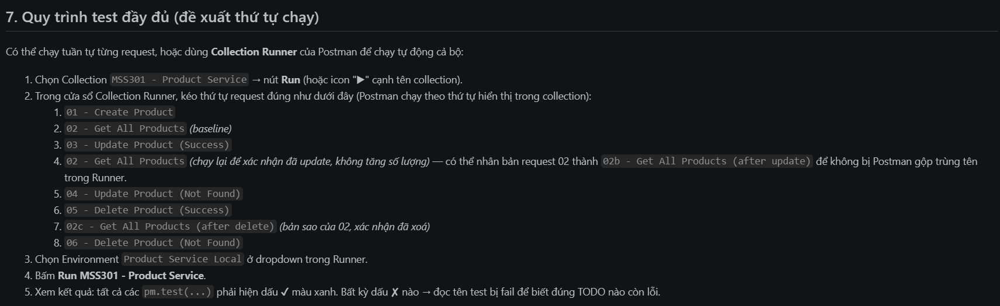 7. Quy trình test đầy đủ (đề xuất thứ tự chạy)
Có thể chạy tuần tự từng request, hoặc dùng Collection Runner của Postman để chạy tự động cả bộ:
1. Chọn Collection MSS301 - Product Service → nút Run (hoặc icon "▶" cạnh tên collection).
2. Trong cửa sổ Collection Runner, kéo thứ tự request đúng như dưới đây (Postman chạy theo thứ tự hiển thị trong collection):
1. 01 - Create Product
2. 02 - Get All Products (baseline)
3. 03 - Update Product (Success)
4. 02 - Get All Products (chạy lại để xác nhận đã update, không tăng số lượng) — có thể nhân bản request 02 thành 02b - Get All Products (after update) để không bị Postman gộp trùng tên
trong Runner.
5. 04 - Update Product (Not Found)
6. 05 - Delete Product (Success)
7. 02c - Get All Products (after delete) (bản sao của 02, xác nhận đã xoá)
8. 06 - Delete Product (Not Found)
3. Chọn Environment Product Service Local ở dropdown trong Runner.
4. Bấm Run MSS301 - Product Service.
5. Xem kết quả: tất cả các pm.test(...) phải hiện dấu ✓ màu xanh. Bất kỳ dấu ✗ nào → đọc tên test bị fail để biết đúng TODO nào còn lỗi.